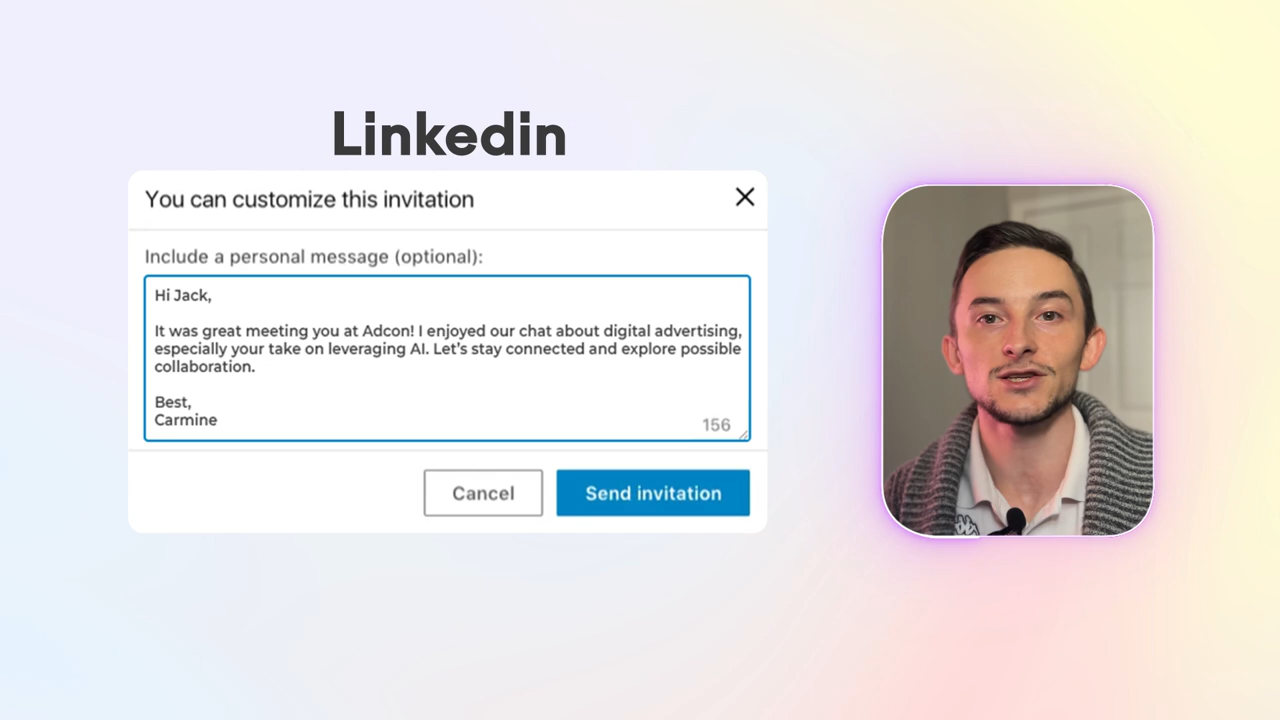 Linkedin
You can customize this invitation
Include a personal message (optional):
Hi Jack,
It was great meeting you at Adcon! I enjoyed our chat about digital advertising,
especially your take on leveraging AI. Let's stay connected and explore possible
collaboration.
Best,
Carmine
156
Cancel
Send invitation